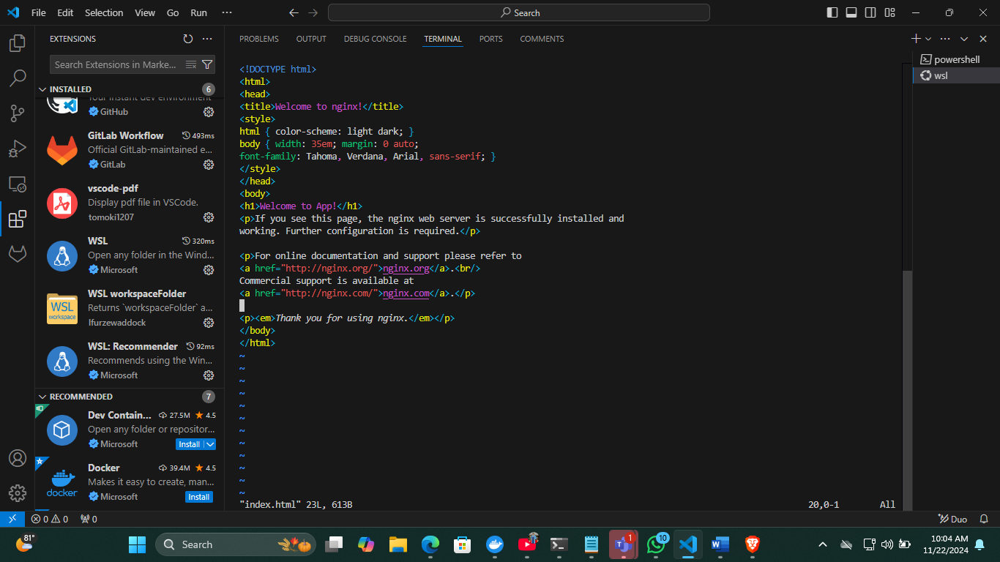 File Edit Selection View Go Run ···
Search
EXTENSIONS
Search Extensions in Marke...
INSTALLED 6
Your instant dev environment
GitHub
GitLab Workflow 493ms
Official GitLab-maintained e...
GitLab
vscode-pdf
Display pdf file in VSCode.
tomoki1207
WSL 320ms
Open any folder in the Wind...
Microsoft
WSL workspaceFolder
Returns `workspaceFolder` a...
lfurzewaddock
WSL
workspace
WSL: Recommender 92ms
Recommends using the Win...
Microsoft
RECOMMENDED 7
Dev Contain... 27.5M 4.5
Open any folder or repositor...
Microsoft Install
Docker 39.4M 4.5
Makes it easy to create, man...
docker
Microsoft Install
PROBLEMS OUTPUT DEBUG CONSOLE TERMINAL PORTS COMMENTS
<!DOCTYPE html>
<html>
<head>
<title>Welcome to nginx!</title>
<style>
html { color-scheme: light dark; }
body { width: 35em; margin: 0 auto;
font-family: Tahoma, Verdana, Arial, sans-serif; }
</style>
</head>
<body>
<h1>Welcome to App!</h1>
<p>If you see this page, the nginx web server is successfully installed and
working. Further configuration is required.</p>
<p>For online documentation and support please refer to
<a href="http://nginx.org/">nginx.org</a>.<br/>
Commercial support is available at
<a href="http://nginx.com/">nginx.com</a>.</p>
<p><em>Thank you for using nginx.</em></p>
</body>
</html>
~
~
~
~
~
~
~
~
~
~
~
~
"index.html" 23L, 613B 20,0-1 All
powershell
wsl
0 0 0
Duo
81°
Search
1
10
10:04 AM
11/22/2024